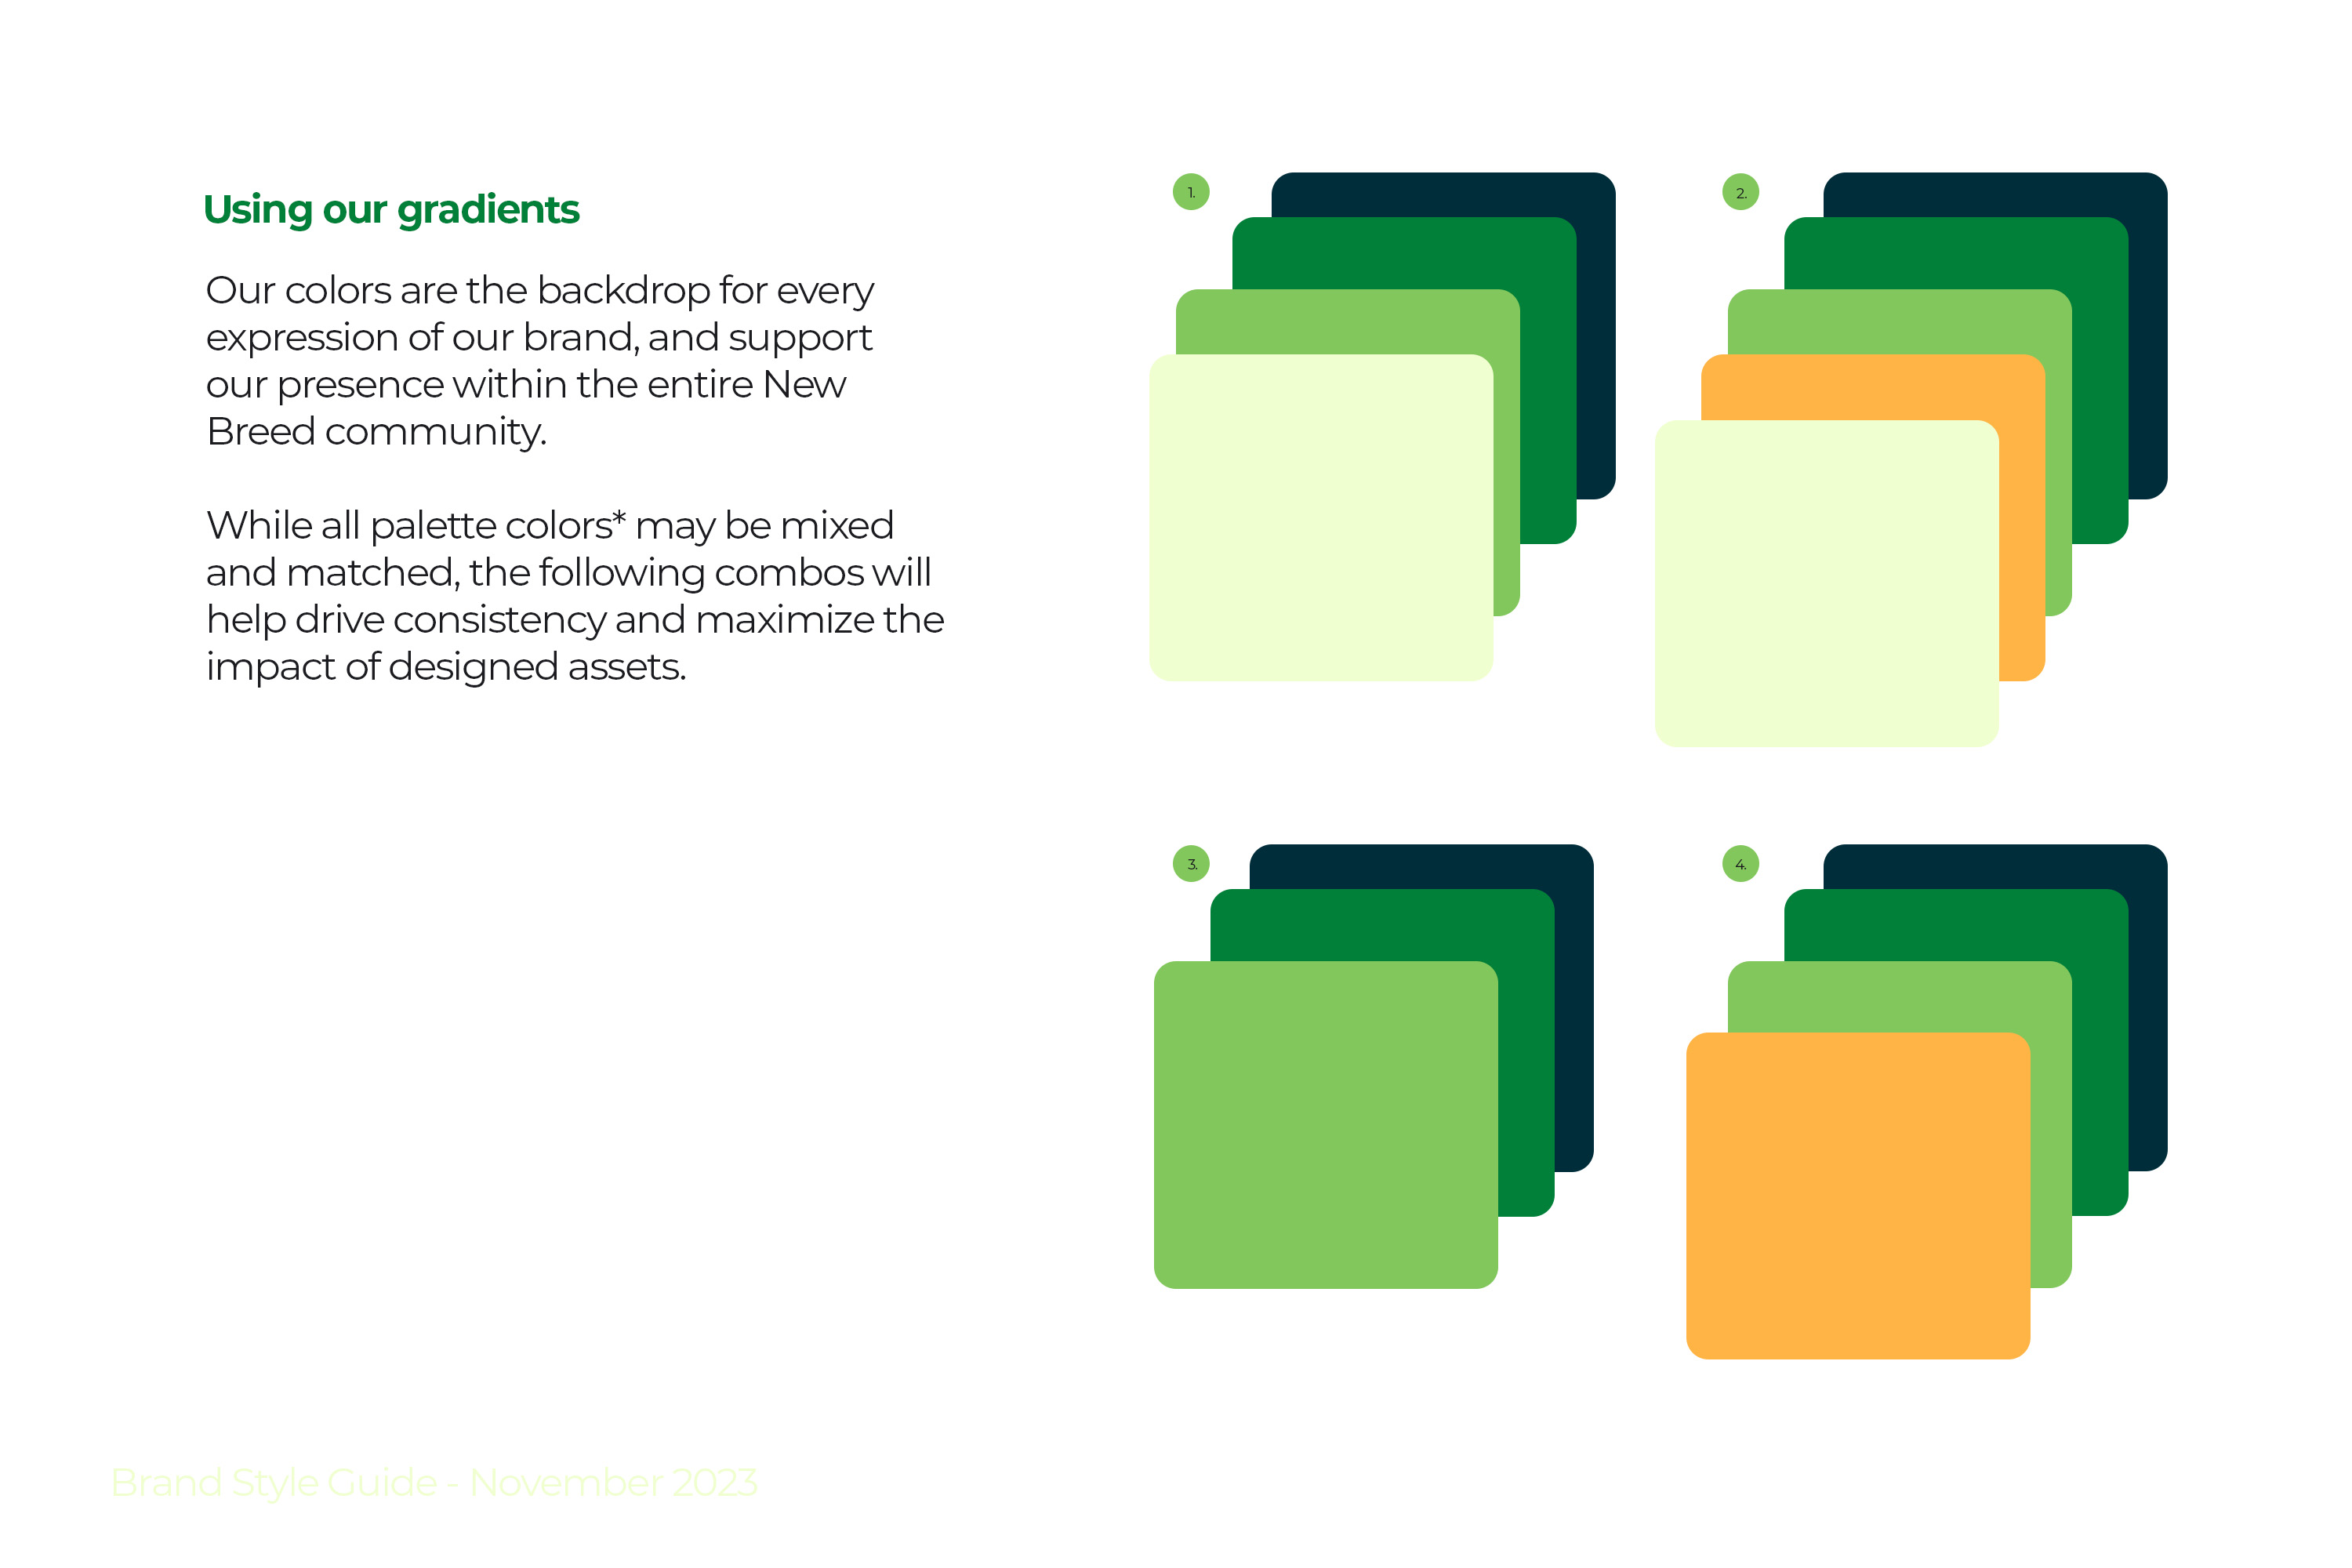 Using our gradients
Our colors are the backdrop for every
expression of our brand, and support
our presence within the entire New
Breed community.
While all palette colors* may be mixed
and matched, the following combos will
help drive consistency and maximize the
impact of designed assets.
1.
2.
3.
4.
Brand Style Guide - November 2023